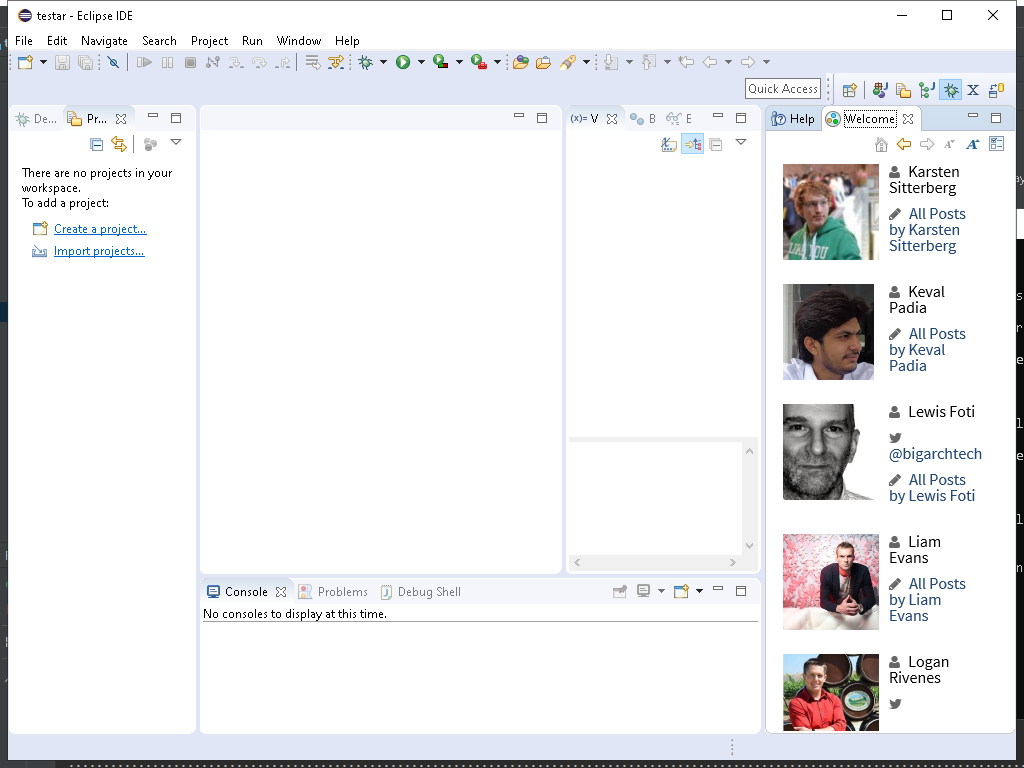 testar - Eclipse IDE
File Edit Navigate Search Project Run Window Help
Quick Access
De... Pr...
(x)= V B E
Help Welcome
There are no projects in your
workspace.
To add a project:
Create a project...
Import projects...
Karsten
Sitterberg
All Posts
by Karsten
Sitterberg
Keval
Padia
All Posts
by Keval
Padia
Lewis Foti
@bigarchtech
All Posts
by Lewis Foti
Liam
Evans
All Posts
by Liam
Evans
Logan
Rivenes
Console Problems Debug Shell
No consoles to display at this time.